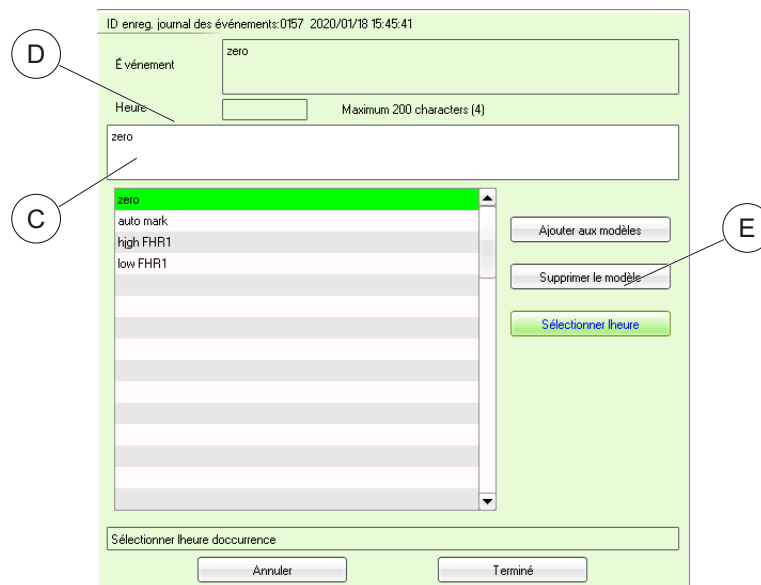 ID enreg. journal des événements:0157 2020/01/18 15:45:41
D
Événement
zero
Heure
Maximum 200 characters (4)
zero
C
zero
auto mark
high FHR1
low FHR1
Ajouter aux modèles
E
Supprimer le modèle
Sélectionner lheure
Sélectionner lheure doccurrence
Annuler
Terminé